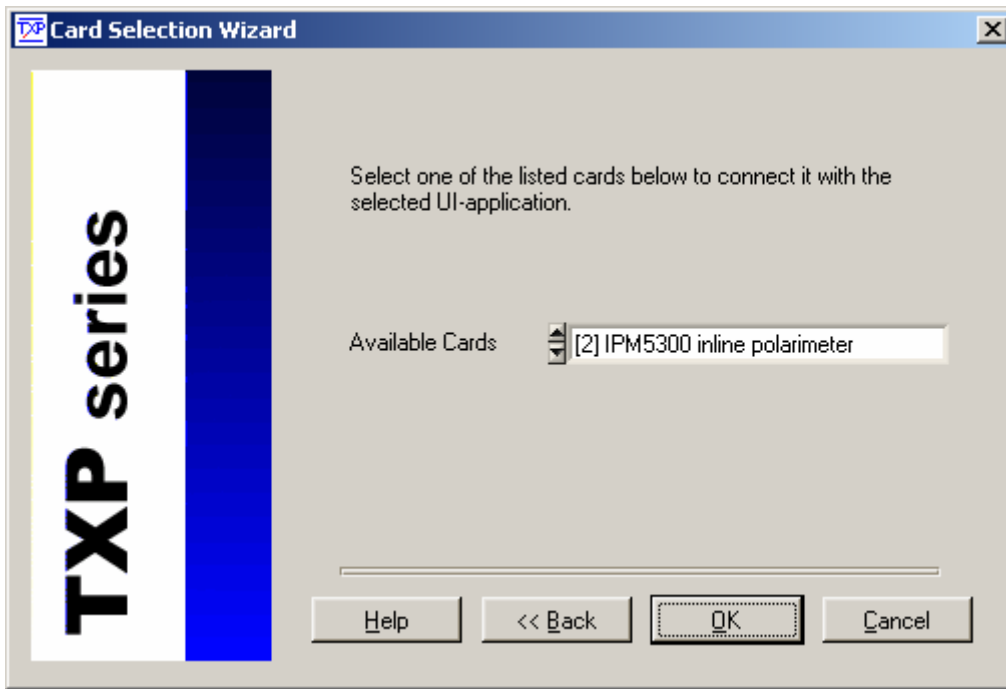 TXP Card Selection Wizard
TXP series
Select one of the listed cards below to connect it with the
selected UI-application.
Available Cards [2] IPM5300 inline polarimeter
Help << Back OK Cancel